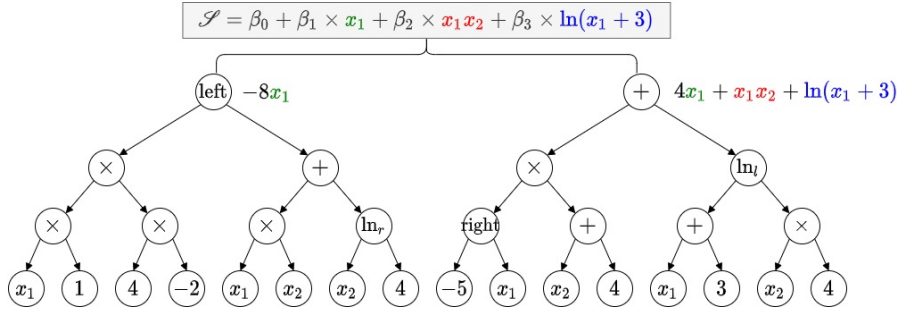 𝒮 = β₀ + β₁ × x₁ + β₂ × x₁x₂ + β₃ × ln(x₁ + 3)
left −8x₁ + 4x₁ + x₁x₂ + ln(x₁ + 3)
× + × lnₗ
× × × lnᵣ right + + ×
x₁ 1 4 −2 x₁ x₂ x₂ 4 −5 x₁ x₂ 4 x₁ 3 x₂ 4